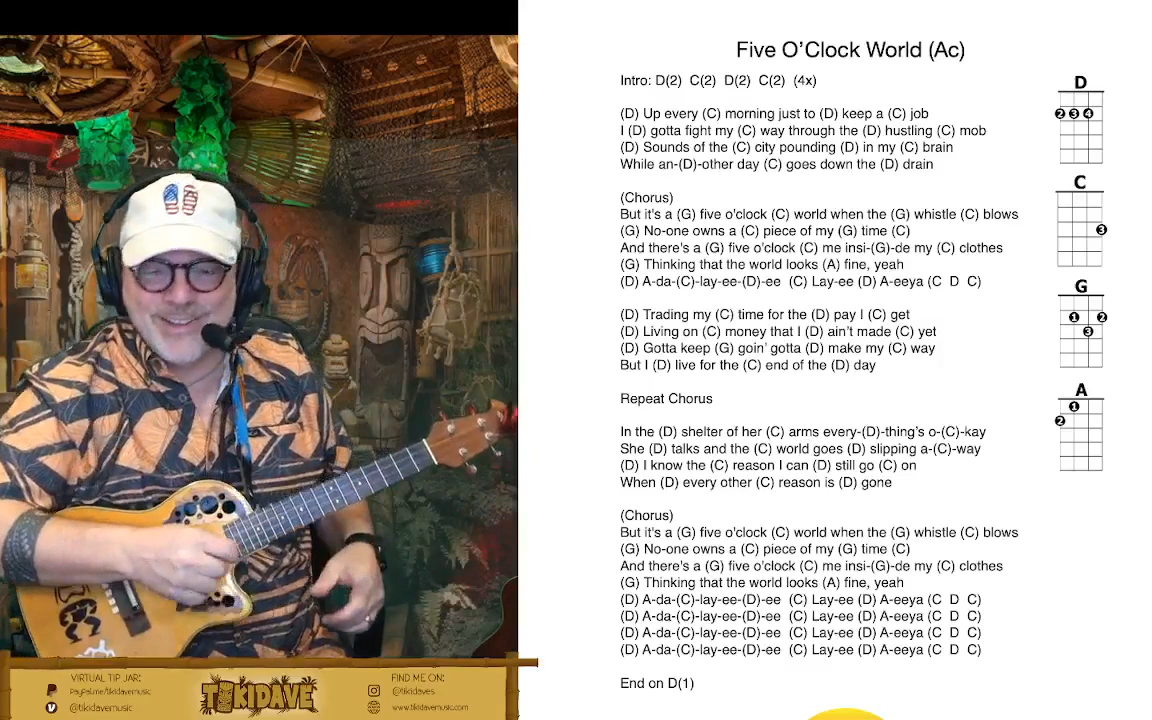 Five O'Clock World (Ac)
Intro: D(2)  C(2)  D(2)  C(2)  (4x)
(D) Up every (C) morning just to (D) keep a (C) job
I (D) gotta fight my (C) way through the (D) hustling (C) mob
(D) Sounds of the (C) city pounding (D) in my (C) brain
While an-(D)-other day (C) goes down the (D) drain
(Chorus)
But it's a (G) five o'clock (C) world when the (G) whistle (C) blows
(G) No-one owns a (C) piece of my (G) time (C)
And there's a (G) five o'clock (C) me insi-(G)-de my (C) clothes
(G) Thinking that the world looks (A) fine, yeah
(D) A-da-(C)-lay-ee-(D)-ee  (C) Lay-ee (D) A-eeya (C  D  C)
(D) Trading my (C) time for the (D) pay I (C) get
(D) Living on (C) money that I (D) ain't made (C) yet
(D) Gotta keep (G) goin' gotta (D) make my (C) way
But I (D) live for the (C) end of the (D) day
Repeat Chorus
In the (D) shelter of her (C) arms every-(D)-thing's o-(C)-kay
She (D) talks and the (C) world goes (D) slipping a-(C)-way
(D) I know the (C) reason I can (D) still go (C) on
When (D) every other (C) reason is (D) gone
(Chorus)
But it's a (G) five o'clock (C) world when the (G) whistle (C) blows
(G) No-one owns a (C) piece of my (G) time (C)
And there's a (G) five o'clock (C) me insi-(G)-de my (C) clothes
(G) Thinking that the world looks (A) fine, yeah
(D) A-da-(C)-lay-ee-(D)-ee  (C) Lay-ee (D) A-eeya (C  D  C)
(D) A-da-(C)-lay-ee-(D)-ee  (C) Lay-ee (D) A-eeya (C  D  C)
(D) A-da-(C)-lay-ee-(D)-ee  (C) Lay-ee (D) A-eeya (C  D  C)
(D) A-da-(C)-lay-ee-(D)-ee  (C) Lay-ee (D) A-eeya (C  D  C)
End on D(1)
D
2 3 4
C
3
G
1 2
3
A
1
2
VIRTUAL TIP JAR:
PayPal.me/tikidavemusic
@tikidavemusic
TIKIDAVE
FIND ME ON:
@tikidaves
www.tikidavemusic.com